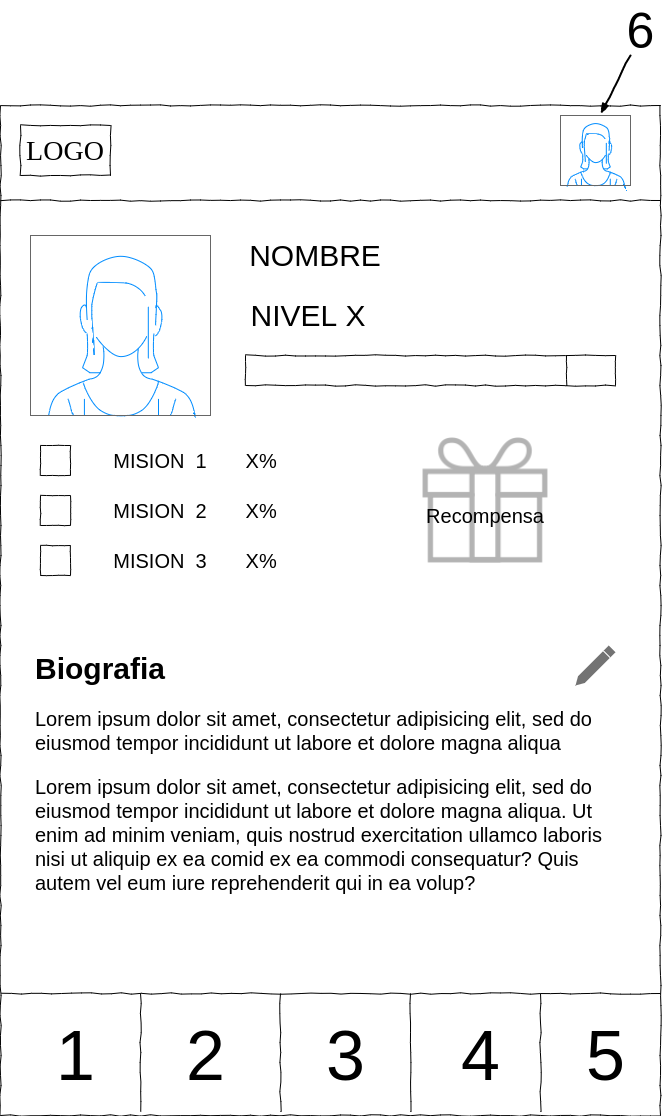 6
LOGO
NOMBRE
NIVEL X
MISION 1 X%
MISION 2 X%
MISION 3 X%
Recompensa
Biografia
Lorem ipsum dolor sit amet, consectetur adipisicing elit, sed do
eiusmod tempor incididunt ut labore et dolore magna aliqua
Lorem ipsum dolor sit amet, consectetur adipisicing elit, sed do
eiusmod tempor incididunt ut labore et dolore magna aliqua. Ut
enim ad minim veniam, quis nostrud exercitation ullamco laboris
nisi ut aliquip ex ea comid ex ea commodi consequatur? Quis
autem vel eum iure reprehenderit qui in ea volup?
1 2 3 4 5